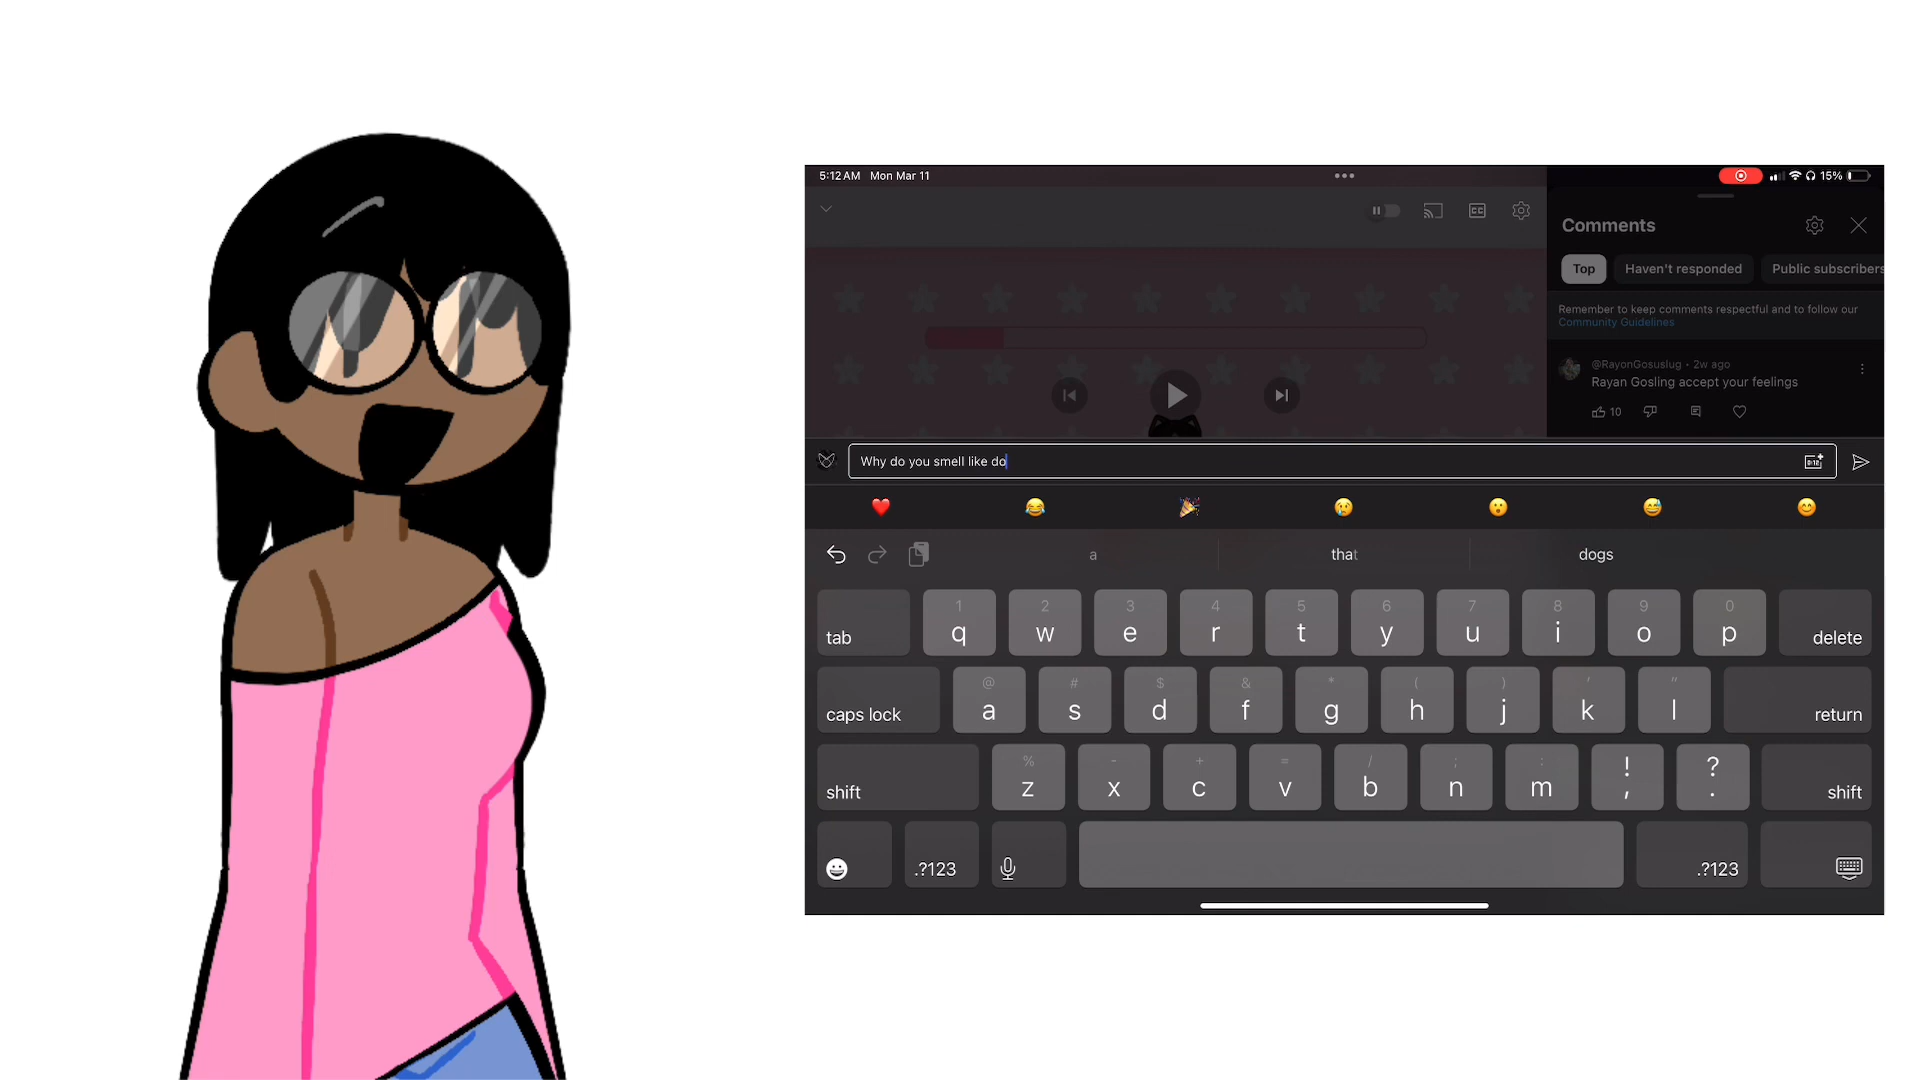 5:12 AM Mon Mar 11
15%
Comments
Top Haven't responded Public subscribers
Remember to keep comments respectful and to follow our
Community Guidelines
@RayonGosuslug • 2w ago
Rayan Gosling accept your feelings
10
Why do you smell like do
a that dogs
1 2 3 4 5 6 7 8 9 0
tab q w e r t y u i o p delete
@ # $ & * ( ) ' "
caps lock a s d f g h j k l return
% - + = / ; : ! ?
shift z x c v b n m , . shift
.?123 .?123